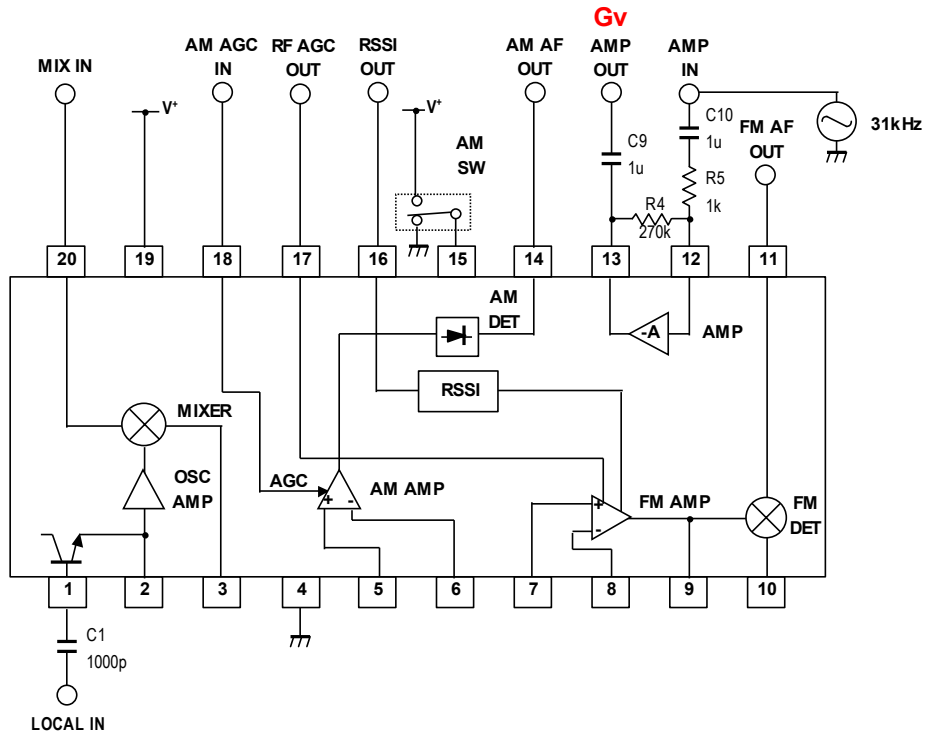 Gv
MIX IN
V⁺
AM AGC
IN
RF AGC
OUT
RSSI
OUT
V⁺
AM
SW
AM AF
OUT
AMP
OUT
AMP
IN
C9
1u
C10
1u
R5
1k
R4
270k
FM AF
OUT
31kHz
20
19
18
17
16
15
14
13
12
11
AM
DET
-A
AMP
RSSI
MIXER
OSC
AMP
AGC
+
-
AM AMP
+
-
FM AMP
FM
DET
1
2
3
4
5
6
7
8
9
10
C1
1000p
LOCAL IN